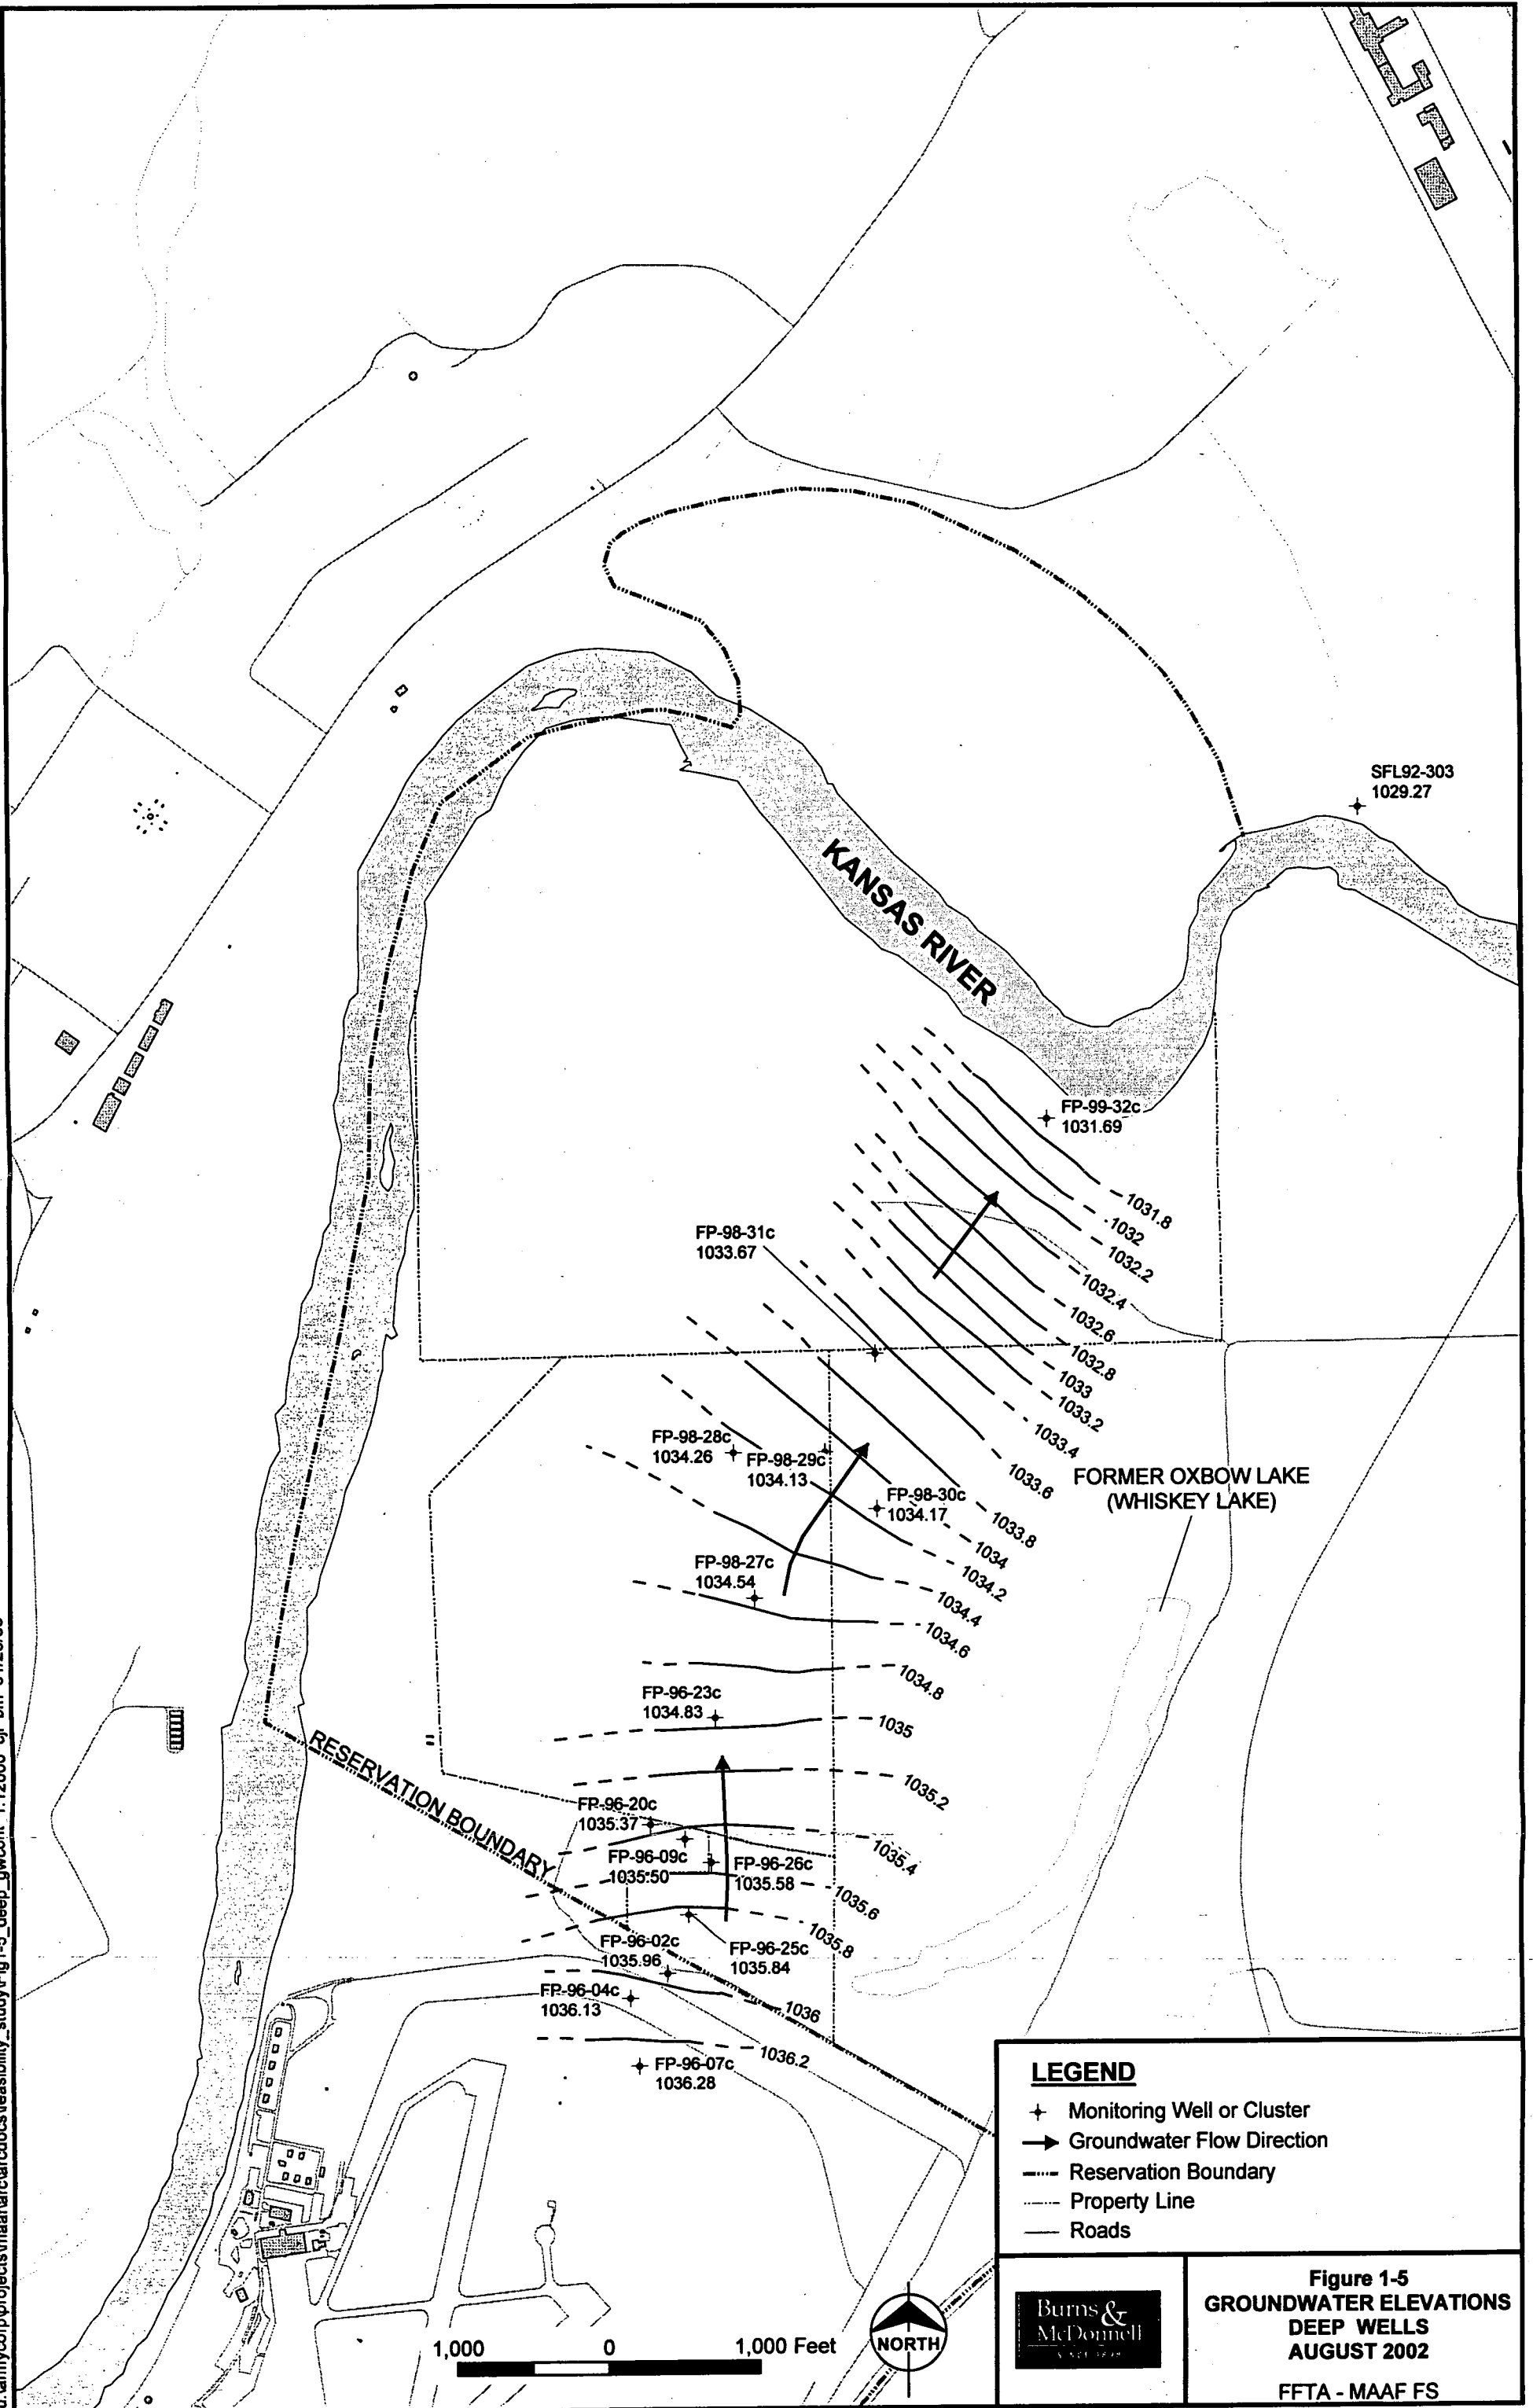 SFL92-303
1029.27
KANSAS RIVER
FP-99-32c
1031.69
1031.8
1032
1032.2
1032.4
1032.6
1032.8
1033
1033.2
1033.4
1033.6
1033.8
1034
1034.2
1034.4
1034.6
1034.8
1035
1035.2
1035.4
1035.6
1035.8
1036
1036.2
FP-98-31c
1033.67
FP-98-28c
1034.26
FP-98-29c
1034.13
FP-98-30c
1034.17
FORMER OXBOW LAKE
(WHISKEY LAKE)
FP-98-27c
1034.54
FP-96-23c
1034.83
RESERVATION BOUNDARY
FP-96-20c
1035.37
FP-96-09c
1035.50
FP-96-26c
1035.58
FP-96-02c
1035.96
FP-96-25c
1035.84
FP-96-04c
1036.13
FP-96-07c
1036.28
LEGEND
Monitoring Well or Cluster
Groundwater Flow Direction
Reservation Boundary
Property Line
Roads
1,000 0 1,000 Feet
NORTH
Burns &
McDonnell
Figure 1-5
GROUNDWATER ELEVATIONS
DEEP WELLS
AUGUST 2002
FFTA - MAAF FS